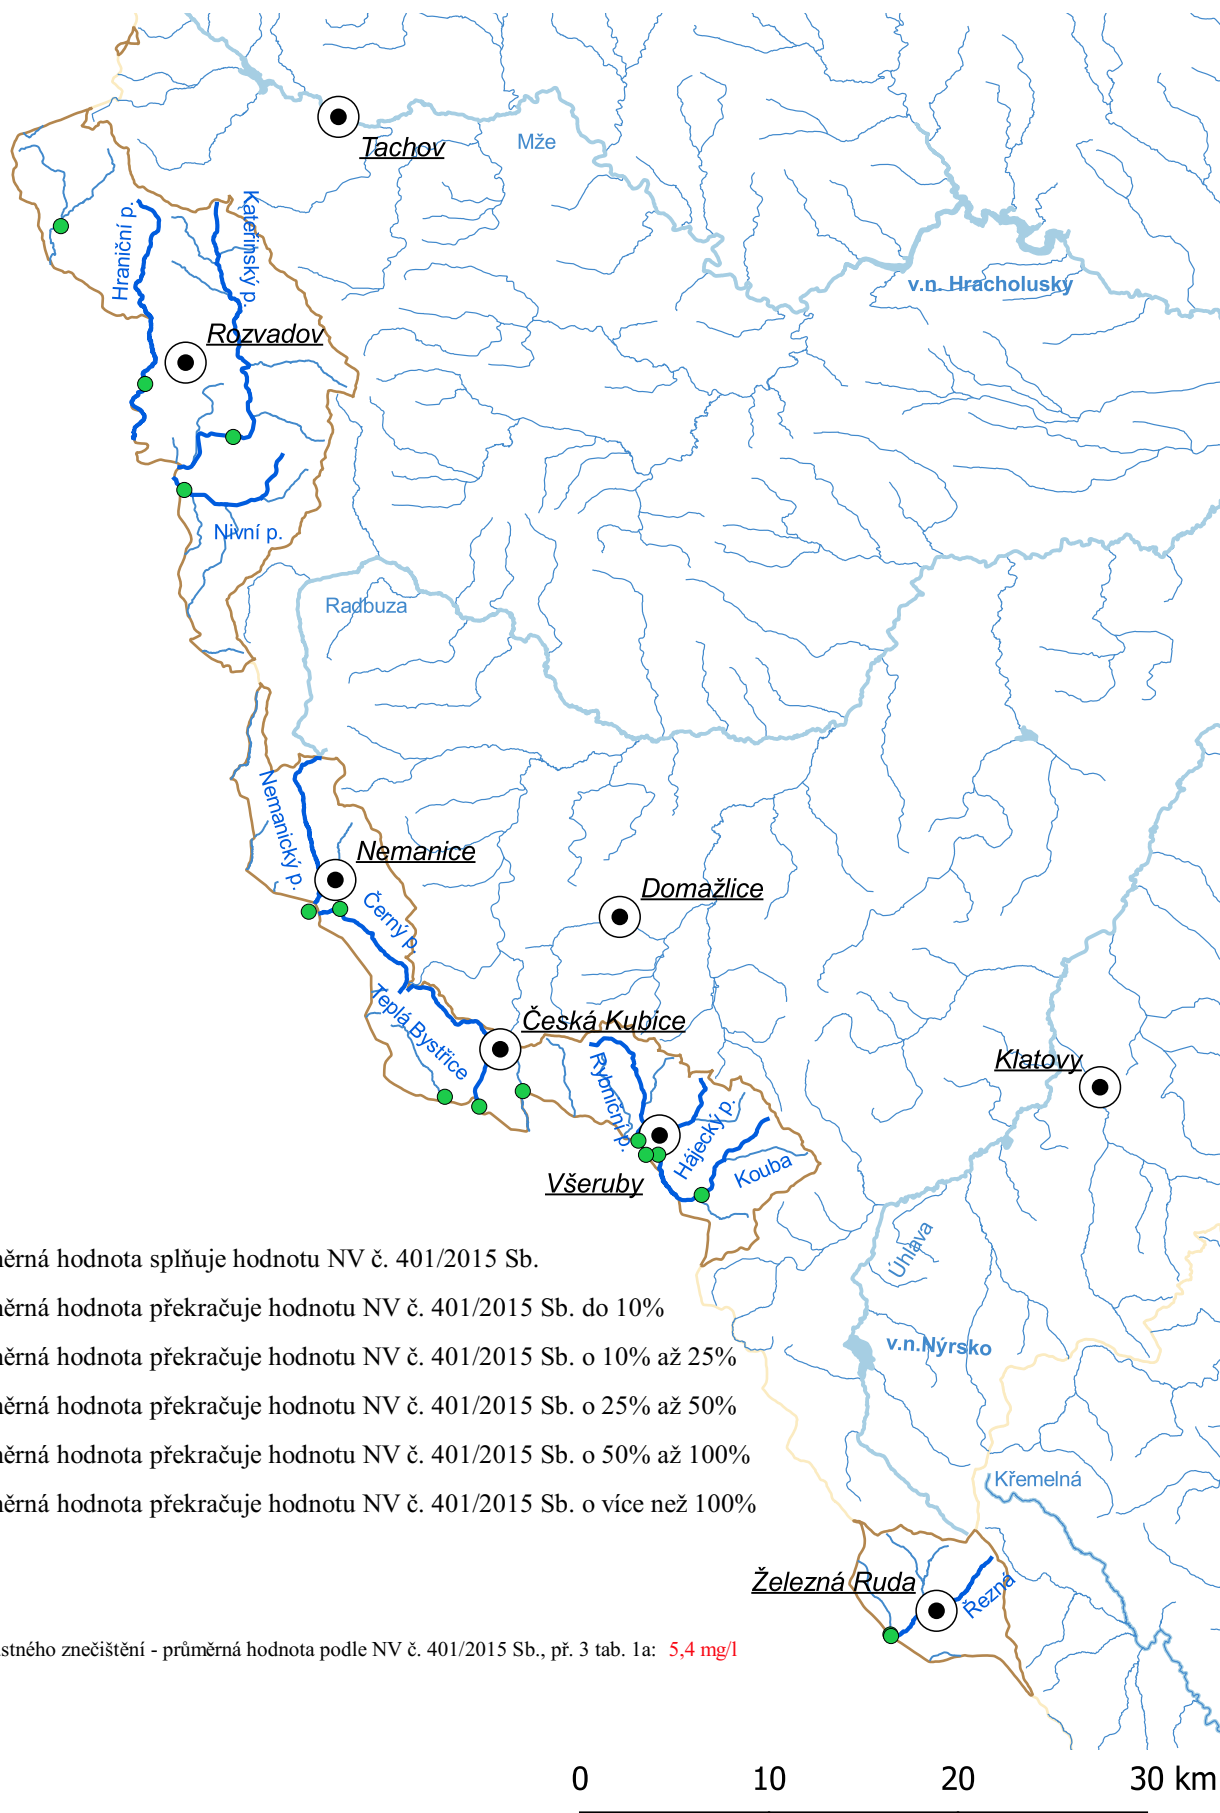 Tachov
Mže
Hraniční p.
Kateřinský p.
v.n. Hracholusky
Rozvadov
Nivní p.
Radbuza
Nemanický p.
Nemanice
Domažlice
Černý p.
Teplá Bystřice
Česká Kubice
Rybniční p.
Klatovy
Hájecký p.
Kouba
Všeruby
Úhlava
ěrná hodnota splňuje hodnotu NV č. 401/2015 Sb.
ěrná hodnota překračuje hodnotu NV č. 401/2015 Sb. do 10%
v.n.Nýrsko
ěrná hodnota překračuje hodnotu NV č. 401/2015 Sb. o 10% až 25%
ěrná hodnota překračuje hodnotu NV č. 401/2015 Sb. o 25% až 50%
ěrná hodnota překračuje hodnotu NV č. 401/2015 Sb. o 50% až 100%
Křemelná
ěrná hodnota překračuje hodnotu NV č. 401/2015 Sb. o více než 100%
Železná Ruda
Řezná
ustného znečištění - průměrná hodnota podle NV č. 401/2015 Sb., př. 3 tab. 1a: 5,4 mg/l
0 10 20 30 km